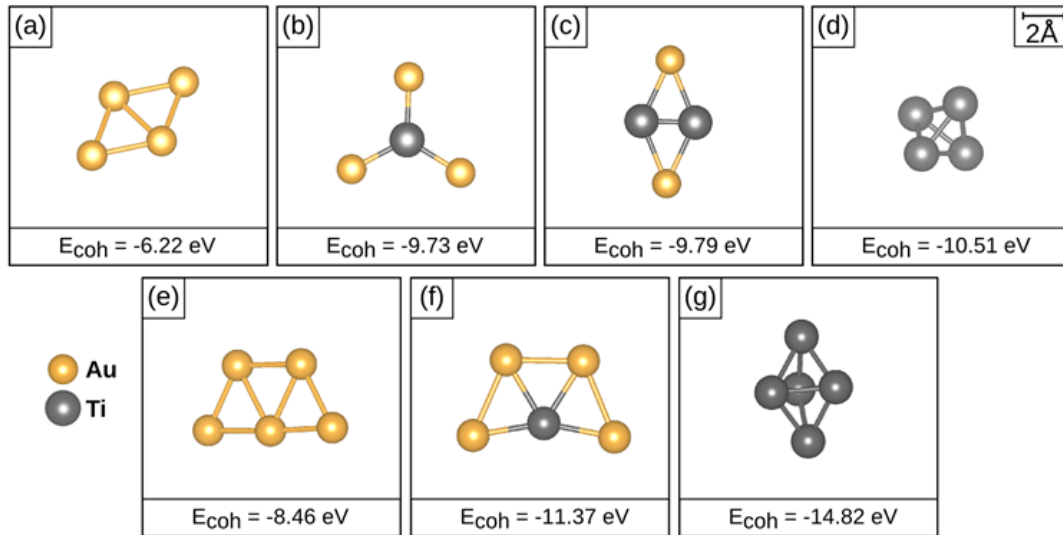 (a)
(b)
(c)
(d)
2Å
Ecoh = -6.22 eV
Ecoh = -9.73 eV
Ecoh = -9.79 eV
Ecoh = -10.51 eV
(e)
(f)
(g)
Au
Ti
Ecoh = -8.46 eV
Ecoh = -11.37 eV
Ecoh = -14.82 eV